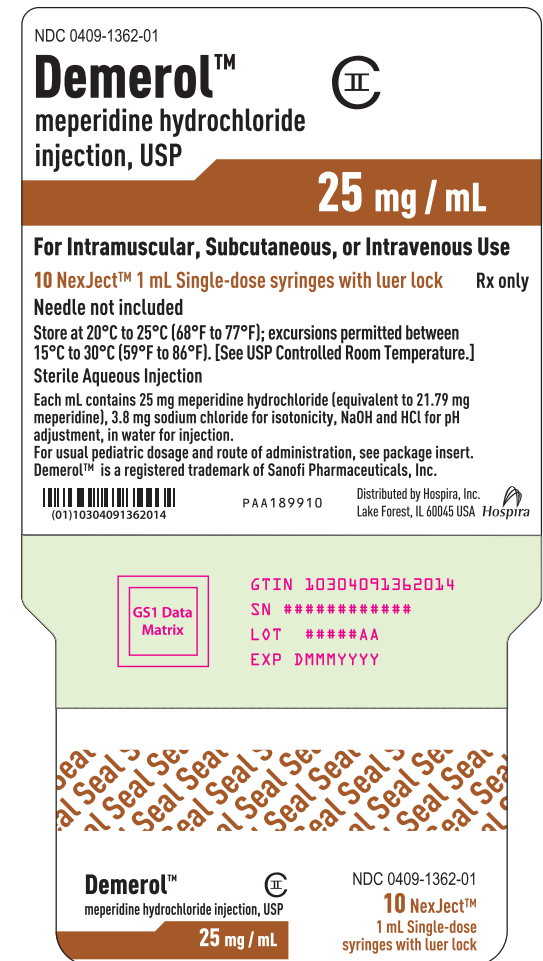 NDC 0409-1362-01
Demerol™
CII
meperidine hydrochloride
injection, USP
25 mg / mL
For Intramuscular, Subcutaneous, or Intravenous Use
10 NexJect™ 1 mL Single-dose syringes with luer lock Rx only
Needle not included
Store at 20°C to 25°C (68°F to 77°F); excursions permitted between
15°C to 30°C (59°F to 86°F). [See USP Controlled Room Temperature.]
Sterile Aqueous Injection
Each mL contains 25 mg meperidine hydrochloride (equivalent to 21.79 mg
meperidine), 3.8 mg sodium chloride for isotonicity, NaOH and HCl for pH
adjustment, in water for injection.
For usual pediatric dosage and route of administration, see package insert.
Demerol™ is a registered trademark of Sanofi Pharmaceuticals, Inc.
(01)10304091362014
PAA189910
Distributed by Hospira, Inc.
Lake Forest, IL 60045 USA
Hospira
GS1 Data
Matrix
GTIN 10304091362014
SN ############
LOT #####AA
EXP DMMMYYYY
Seal Seal Seal Seal Seal Seal Seal
Demerol™
CII
meperidine hydrochloride injection, USP
25 mg / mL
NDC 0409-1362-01
10 NexJect™
1 mL Single-dose
syringes with luer lock